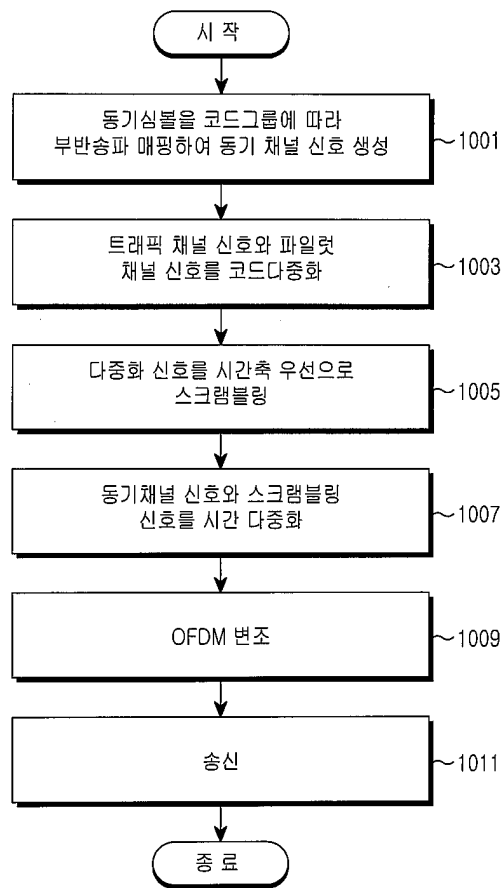 시 작
동기심볼을 코드그룹에 따라
부반송파 매핑하여 동기 채널 신호 생성
1001
트래픽 채널 신호와 파일럿
채널 신호를 코드다중화
1003
다중화 신호를 시간축 우선으로
스크램블링
1005
동기채널 신호와 스크램블링
신호를 시간 다중화
1007
OFDM 변조
1009
송신
1011
종 료